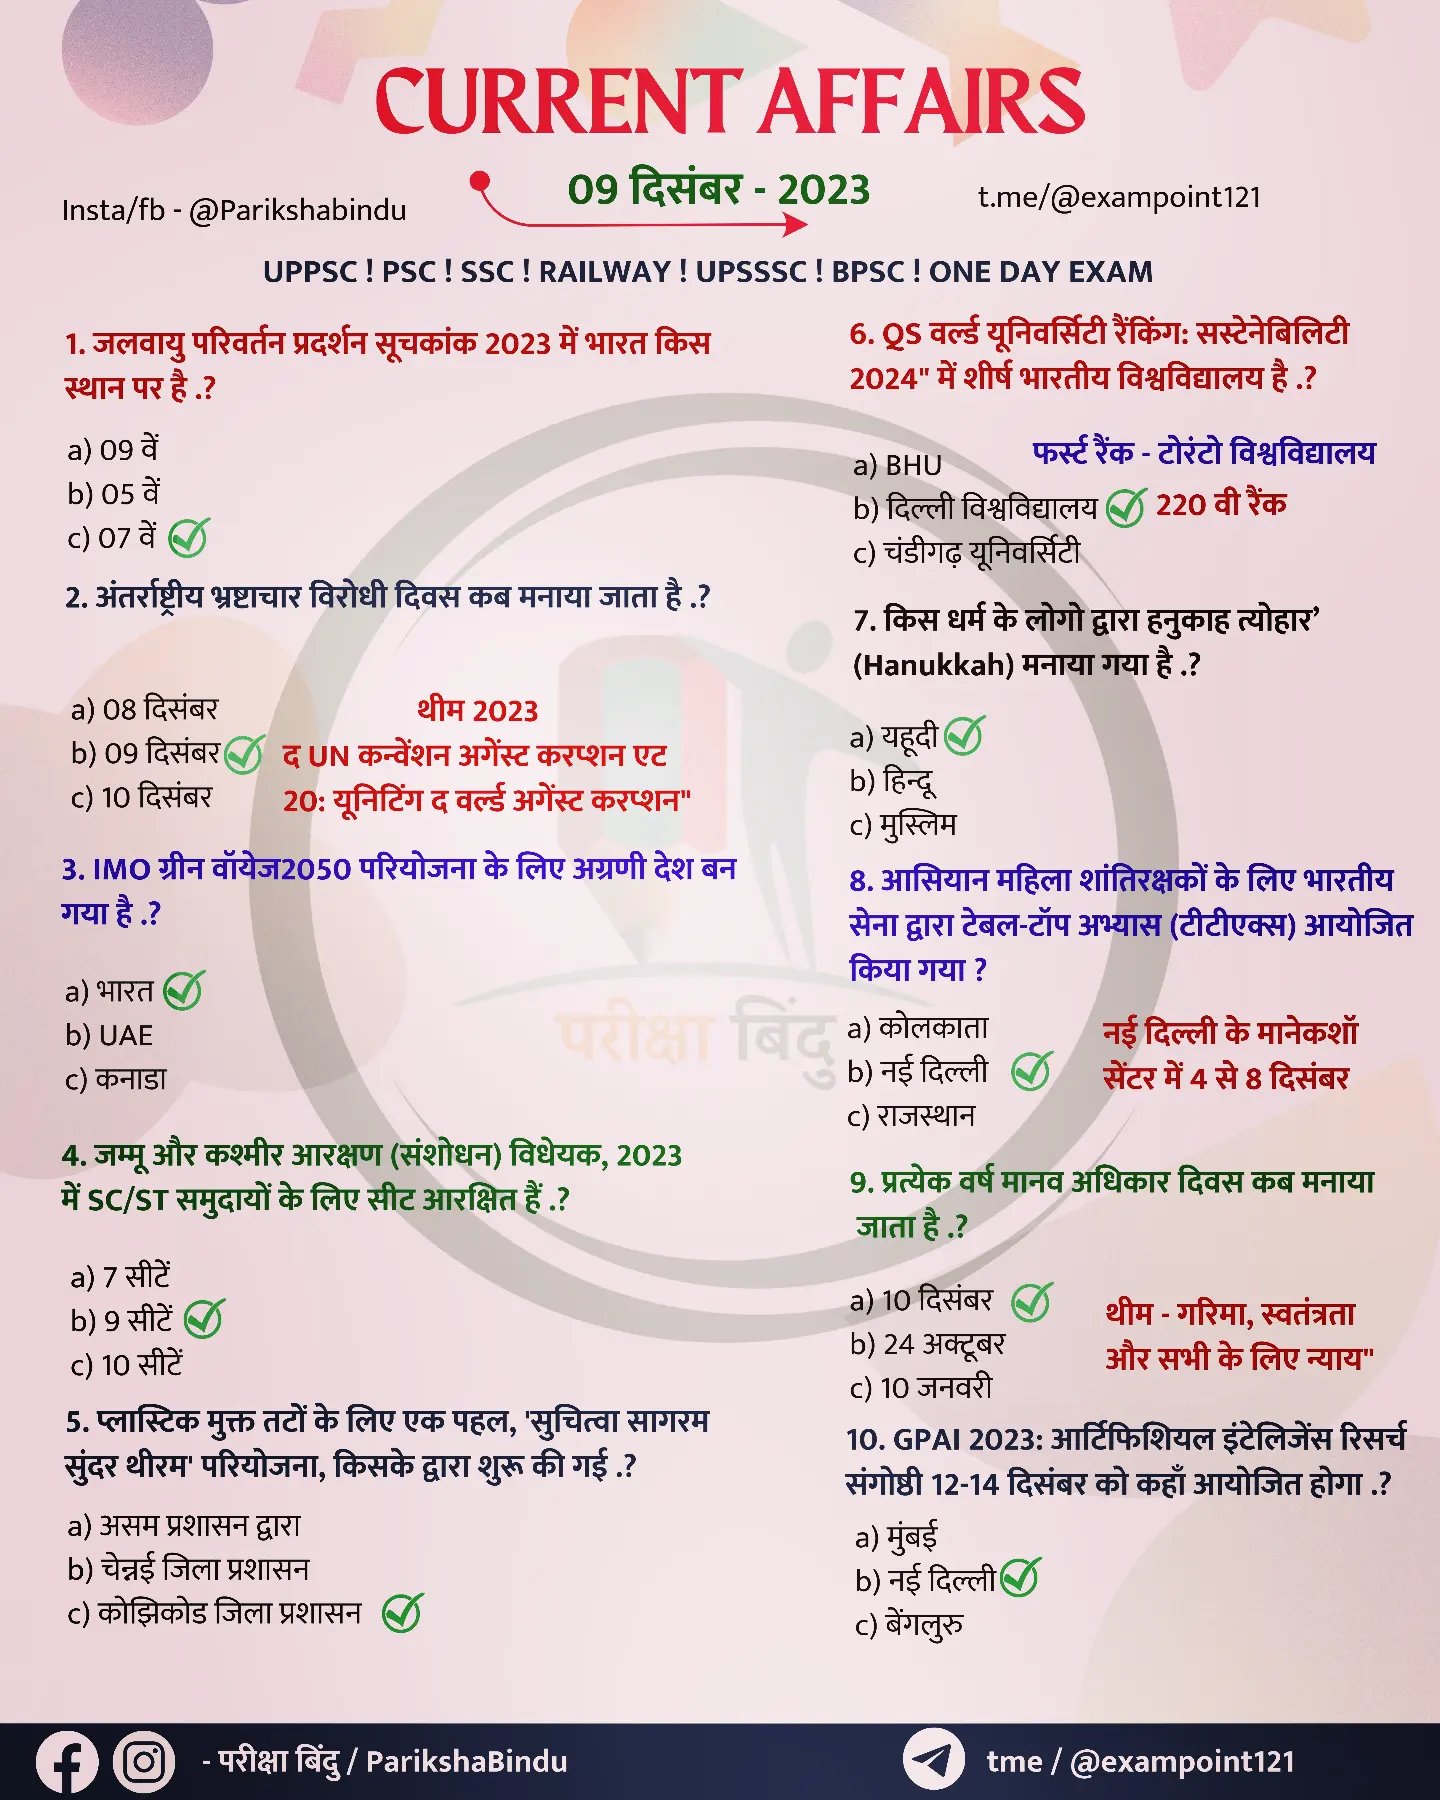 CURRENT AFFAIRS
09 दिसंबर - 2023
Insta/fb - @Parikshabindu
t.me/@exampoint121
UPPSC ! PSC ! SSC ! RAILWAY ! UPSSSC ! BPSC ! ONE DAY EXAM
1. जलवायु परिवर्तन प्रदर्शन सूचकांक 2023 में भारत किस
स्थान पर है .?
a) 09 वें
b) 05 वें
c) 07 वें
2. अंतर्राष्ट्रीय भ्रष्टाचार विरोधी दिवस कब मनाया जाता है .?
a) 08 दिसंबर
b) 09 दिसंबर
c) 10 दिसंबर
थीम 2023
द UN कन्वेंशन अगेंस्ट करप्शन एट
20: यूनिटिंग द वर्ल्ड अगेंस्ट करप्शन"
3. IMO ग्रीन वॉयेज2050 परियोजना के लिए अग्रणी देश बन
गया है .?
a) भारत
b) UAE
c) कनाडा
4. जम्मू और कश्मीर आरक्षण (संशोधन) विधेयक, 2023
में SC/ST समुदायों के लिए सीट आरक्षित हैं .?
a) 7 सीटें
b) 9 सीटें
c) 10 सीटें
5. प्लास्टिक मुक्त तटों के लिए एक पहल, 'सुचित्वा सागरम
सुंदर थीरम' परियोजना, किसके द्वारा शुरू की गई .?
a) असम प्रशासन द्वारा
b) चेन्नई जिला प्रशासन
c) कोझिकोड जिला प्रशासन
6. QS वर्ल्ड यूनिवर्सिटी रैंकिंग: सस्टेनेबिलिटी
2024" में शीर्ष भारतीय विश्वविद्यालय है .?
फर्स्ट रैंक - टोरंटो विश्वविद्यालय
a) BHU
b) दिल्ली विश्वविद्यालय
220 वी रैंक
c) चंडीगढ़ यूनिवर्सिटी
7. किस धर्म के लोगो द्वारा हनुकाह त्योहार’
(Hanukkah) मनाया गया है .?
a) यहूदी
b) हिन्दू
c) मुस्लिम
8. आसियान महिला शांतिरक्षकों के लिए भारतीय
सेना द्वारा टेबल-टॉप अभ्यास (टीटीएक्स) आयोजित
किया गया ?
a) कोलकाता
b) नई दिल्ली
c) राजस्थान
नई दिल्ली के मानेकशॉ
सेंटर में 4 से 8 दिसंबर
9. प्रत्येक वर्ष मानव अधिकार दिवस कब मनाया
जाता है .?
a) 10 दिसंबर
b) 24 अक्टूबर
c) 10 जनवरी
थीम - गरिमा, स्वतंत्रता
और सभी के लिए न्याय"
10. GPAI 2023: आर्टिफिशियल इंटेलिजेंस रिसर्च
संगोष्ठी 12-14 दिसंबर को कहाँ आयोजित होगा .?
a) मुंबई
b) नई दिल्ली
c) बेंगलुरु
परीक्षा बिंदु
- परीक्षा बिंदु / ParikshaBindu
tme / @exampoint121